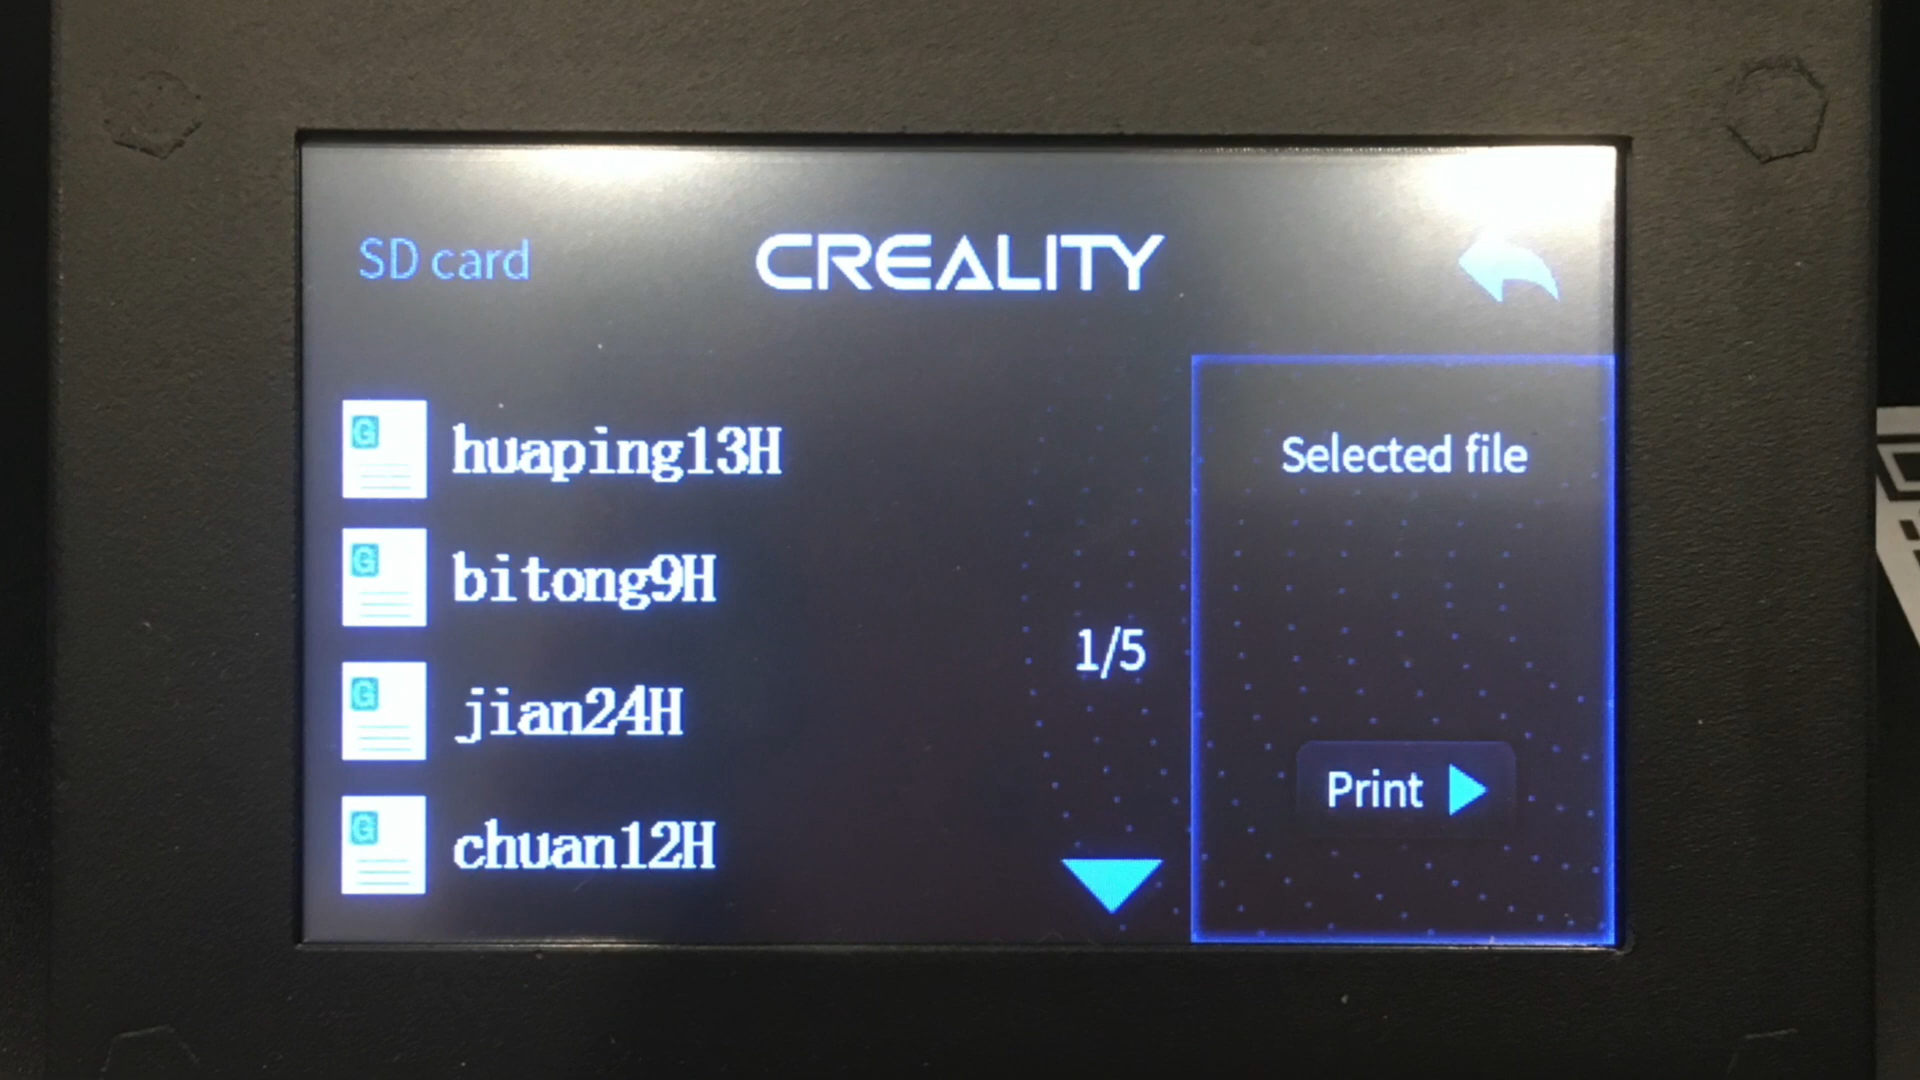 SD card
CREALITY
huaping13H
bitong9H
jian24H
chuan12H
1/5
Selected file
Print